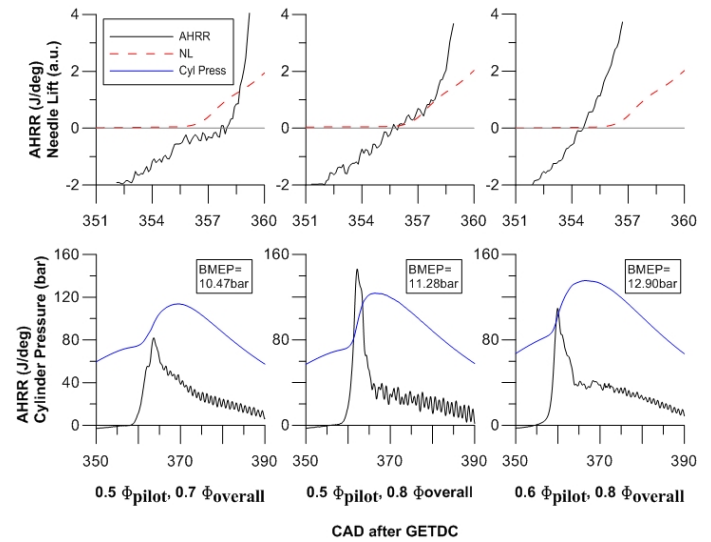 AHRR (J/deg)
Needle Lift (a.u.)
4
2
0
-2
351
354
357
360
AHRR
NL
Cyl Press
4
2
0
-2
351
354
357
360
4
2
0
-2
351
354
357
360
AHRR (J/deg)
Cylinder Pressure (bar)
160
120
80
40
0
350
370
390
BMEP=
10.47bar
160
120
80
40
0
350
370
390
BMEP=
11.28bar
160
120
80
40
0
350
370
390
BMEP=
12.90bar
0.5 Φpilot, 0.7 Φoverall
0.5 Φpilot, 0.8 Φoverall
0.6 Φpilot, 0.8 Φoverall
CAD after GETDC